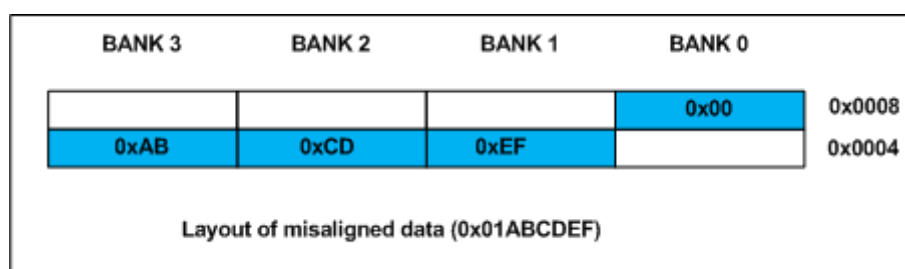 BANK 3 BANK 2 BANK 1 BANK 0
0x00 0x0008
0xAB 0xCD 0xEF 0x0004
Layout of misaligned data (0x01ABCDEF)